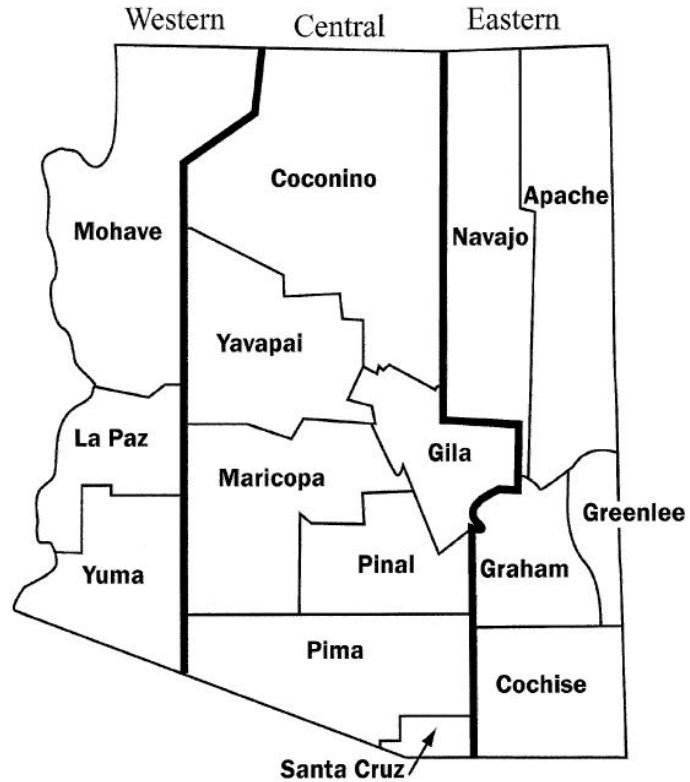 Western Central Eastern
Coconino
Apache
Mohave
Navajo
Yavapai
La Paz
Gila
Maricopa
Greenlee
Pinal
Graham
Yuma
Pima
Cochise
Santa Cruz